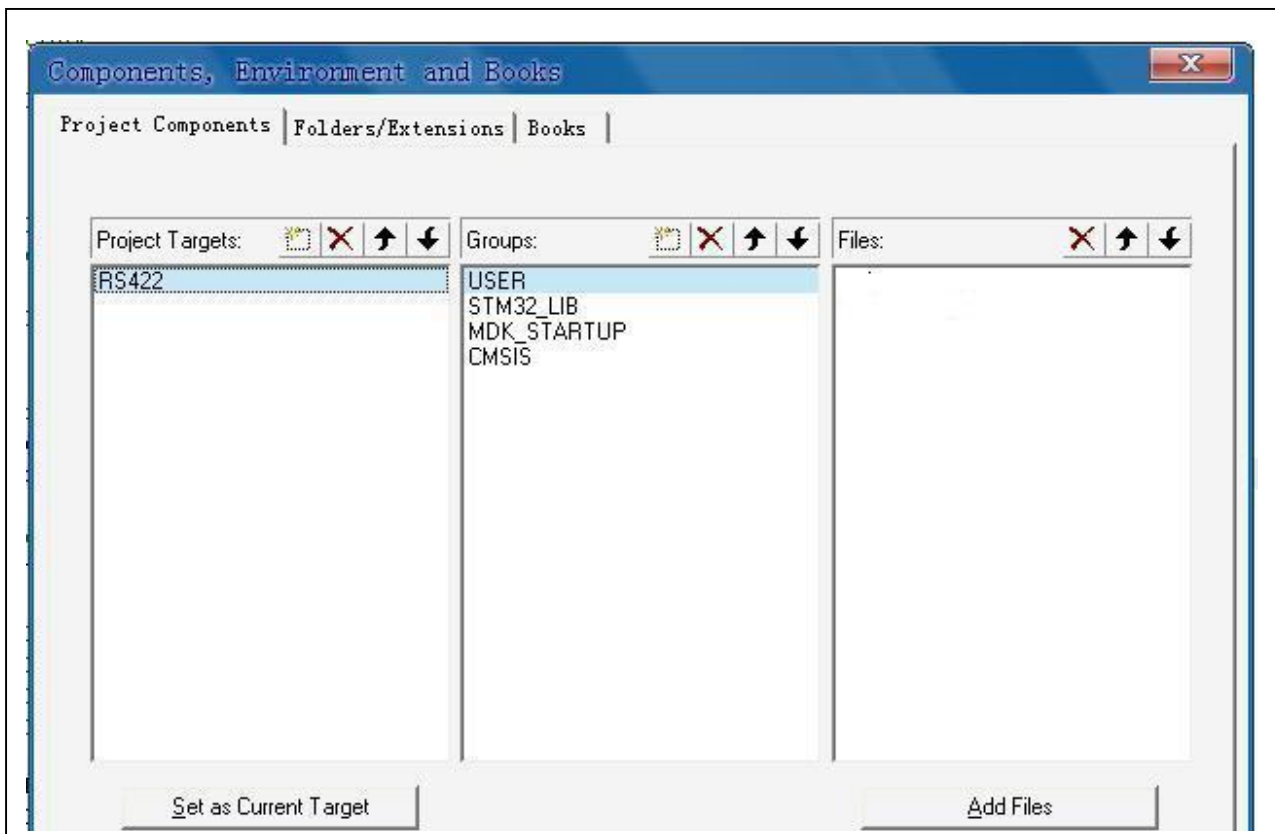 Components, Environment and Books
Project Components Folders/Extensions Books
Project Targets: Groups: Files:
RS422 USER
STM32_LIB
MDK_STARTUP
CMSIS
Set as Current Target Add Files